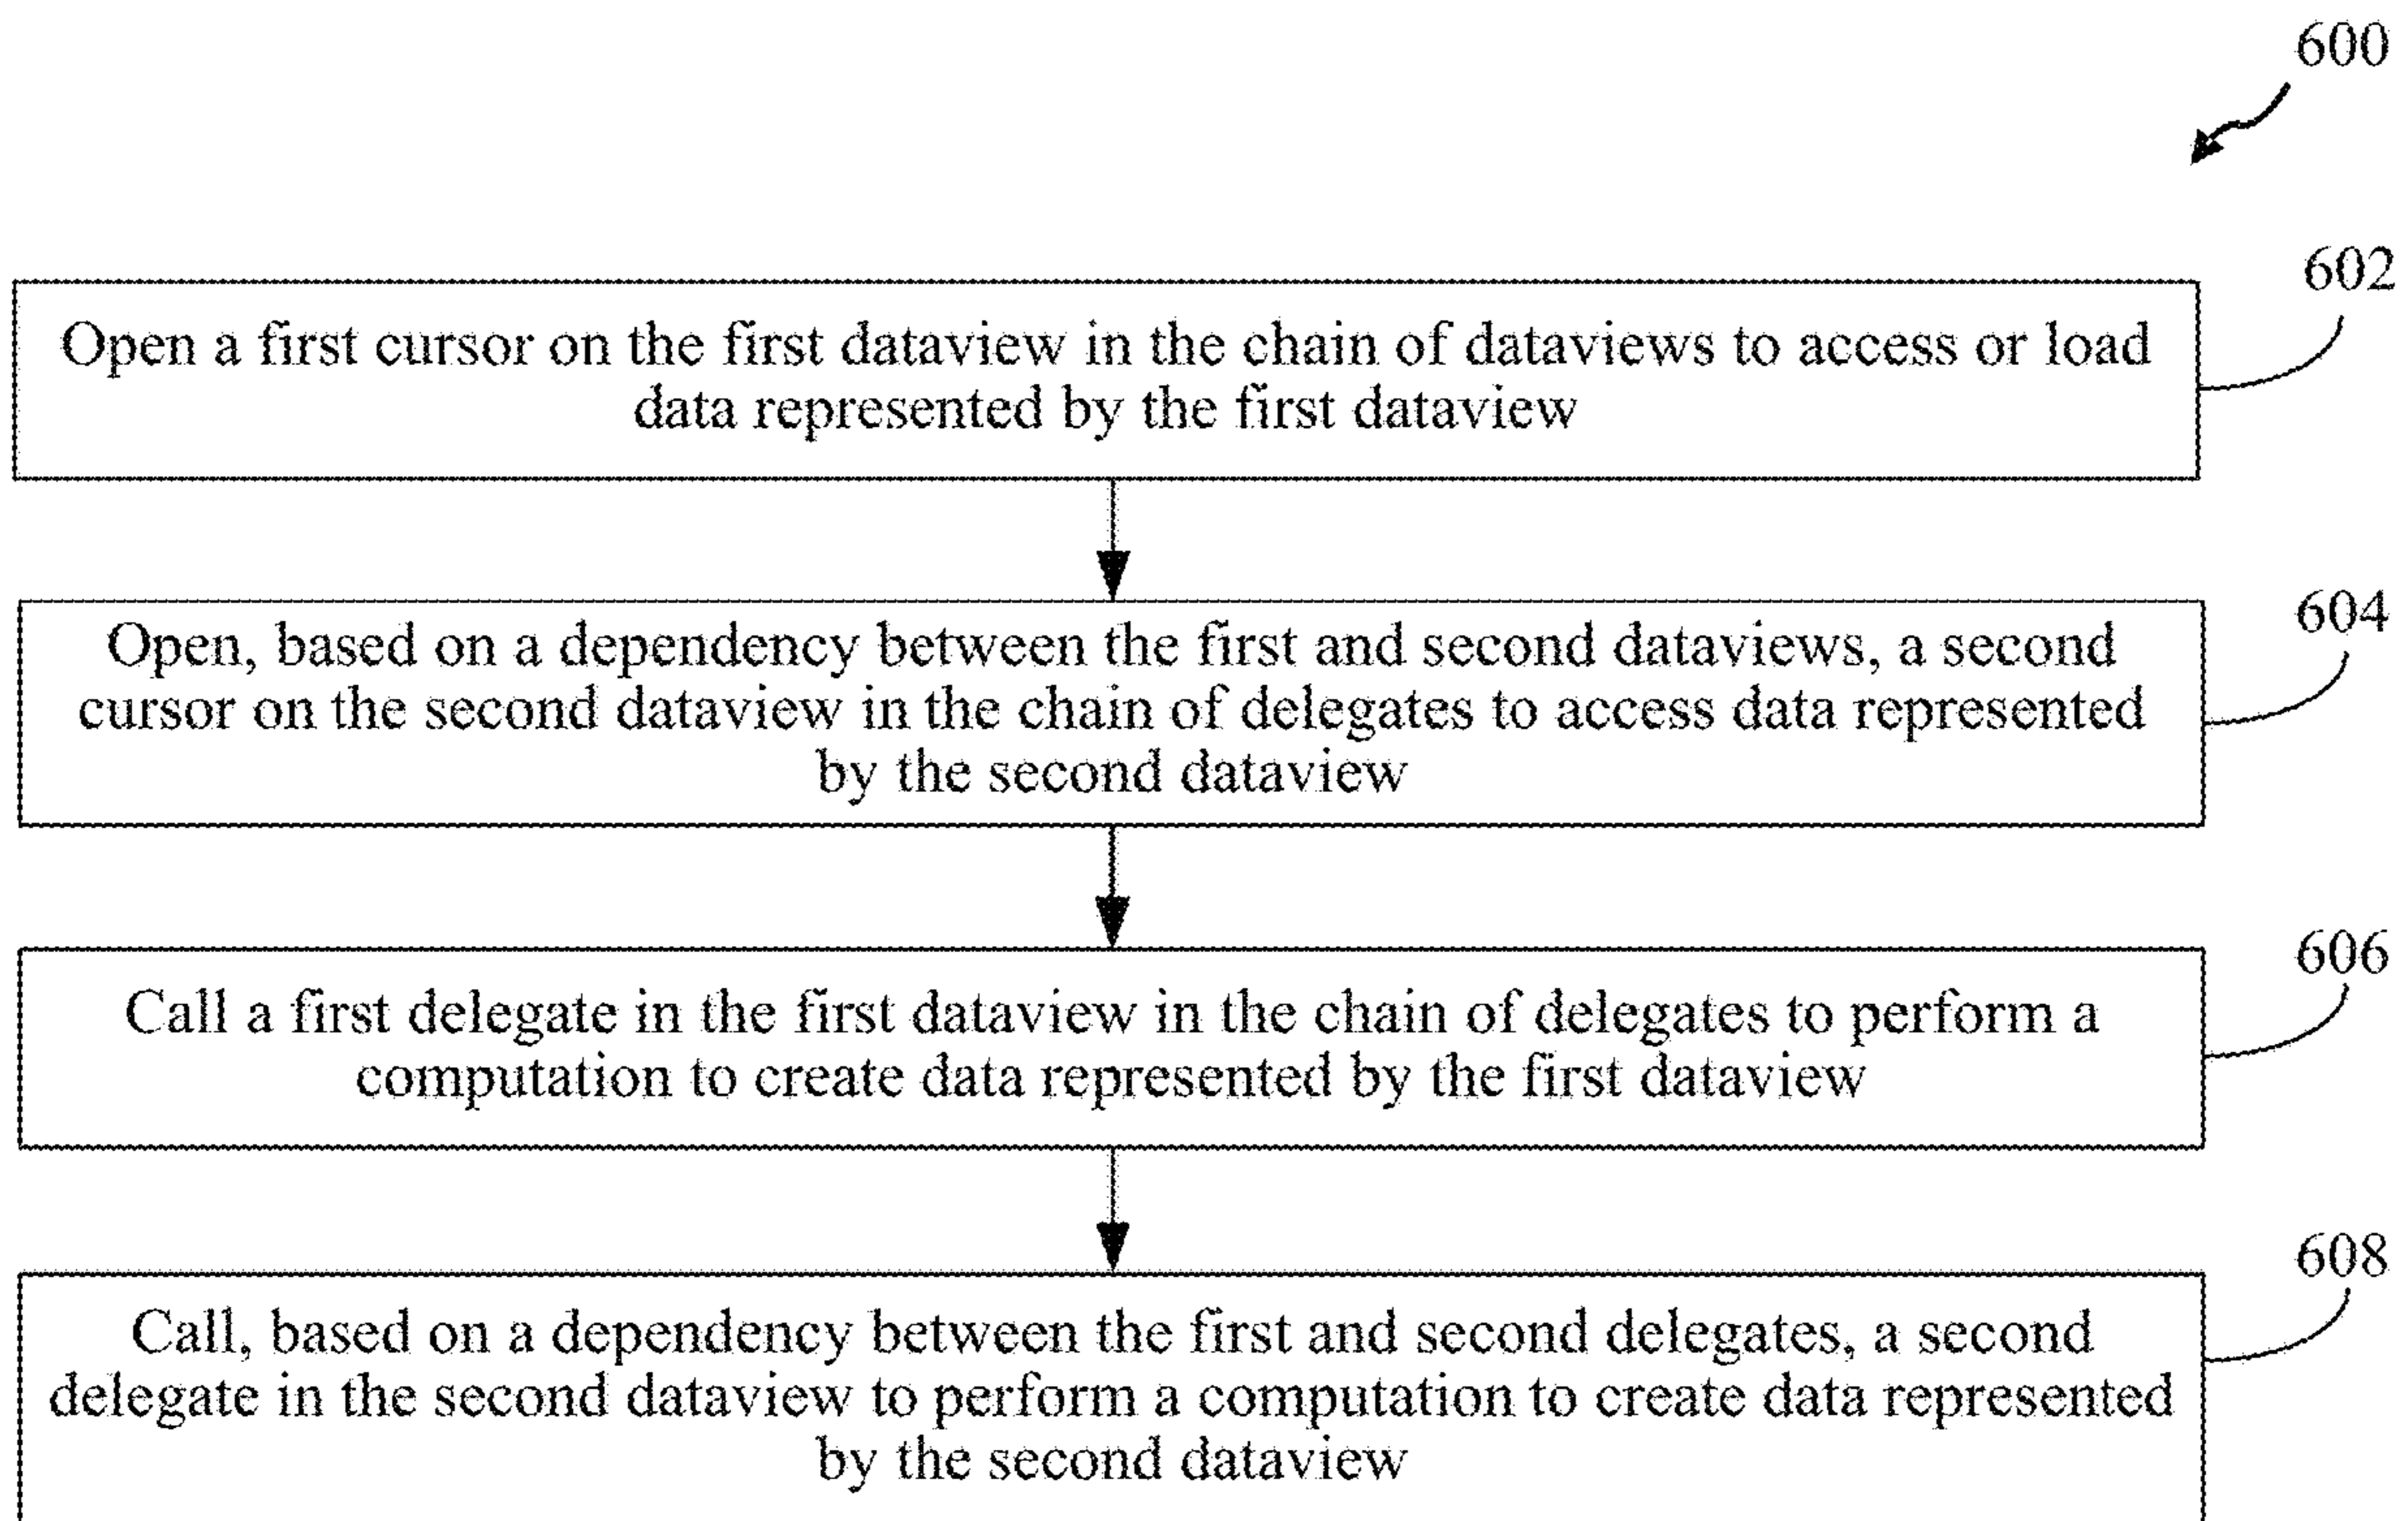 600
602
Open a first cursor on the first dataview in the chain of dataviews to access or load
data represented by the first dataview
604
Open, based on a dependency between the first and second dataviews, a second
cursor on the second dataview in the chain of delegates to access data represented
by the second dataview
606
Call a first delegate in the first dataview in the chain of delegates to perform a
computation to create data represented by the first dataview
608
Call, based on a dependency between the first and second delegates, a second
delegate in the second dataview to perform a computation to create data represented
by the second dataview